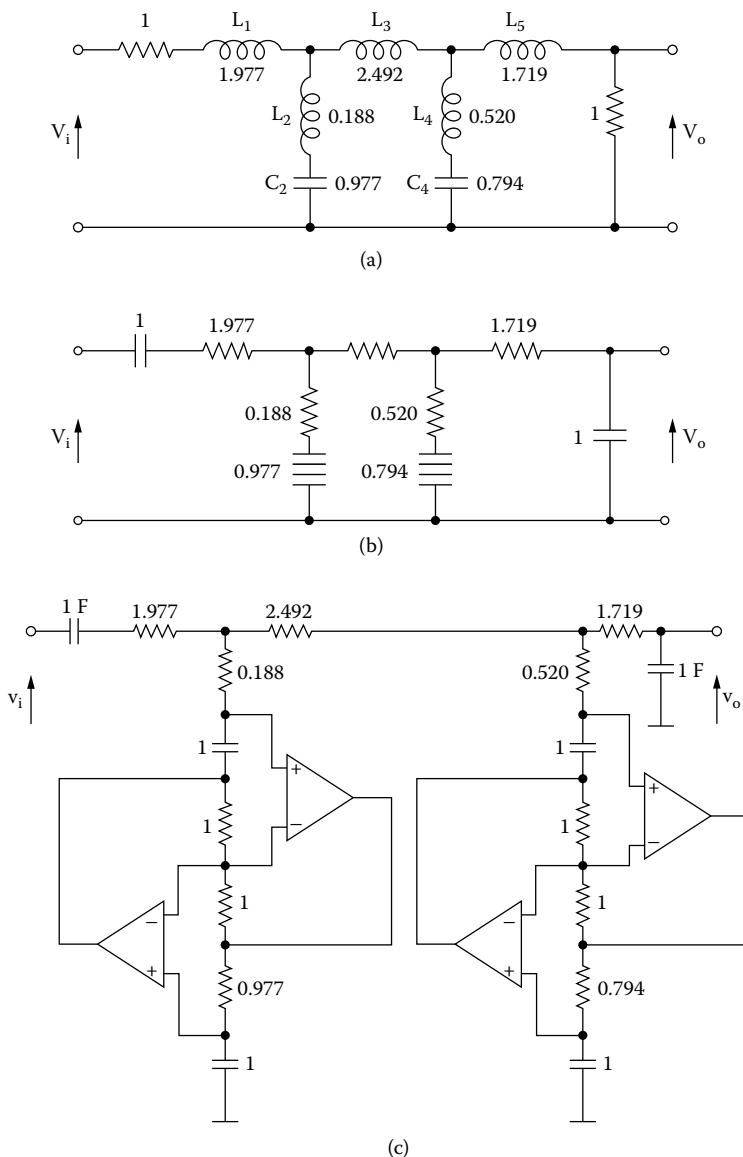 1 L1 L3 L5
1.977 2.492 1.719
L2 0.188 L4 0.520 1
Vi Vo
C2 0.977 C4 0.794
(a)
1 1.977 1.719
0.188 0.520
Vi 1 Vo
0.977 0.794
(b)
1 F 1.977 2.492 1.719
0.188 0.520 1 F
vi vo
1 + 1 +
1 − 1 −
− 1 − 1
+ 0.977 + 0.794
1 1
(c)